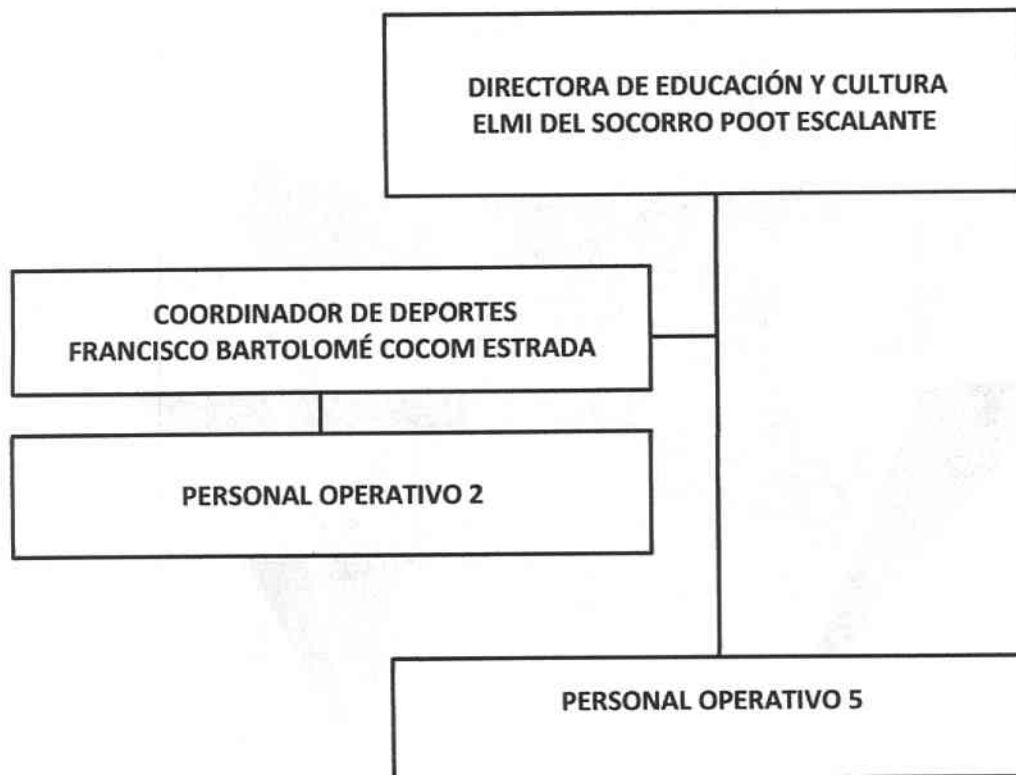 DIRECTORA DE EDUCACIÓN Y CULTURA
ELMI DEL SOCORRO POOT ESCALANTE
COORDINADOR DE DEPORTES
FRANCISCO BARTOLOMÉ COCOM ESTRADA
PERSONAL OPERATIVO 2
PERSONAL OPERATIVO 5